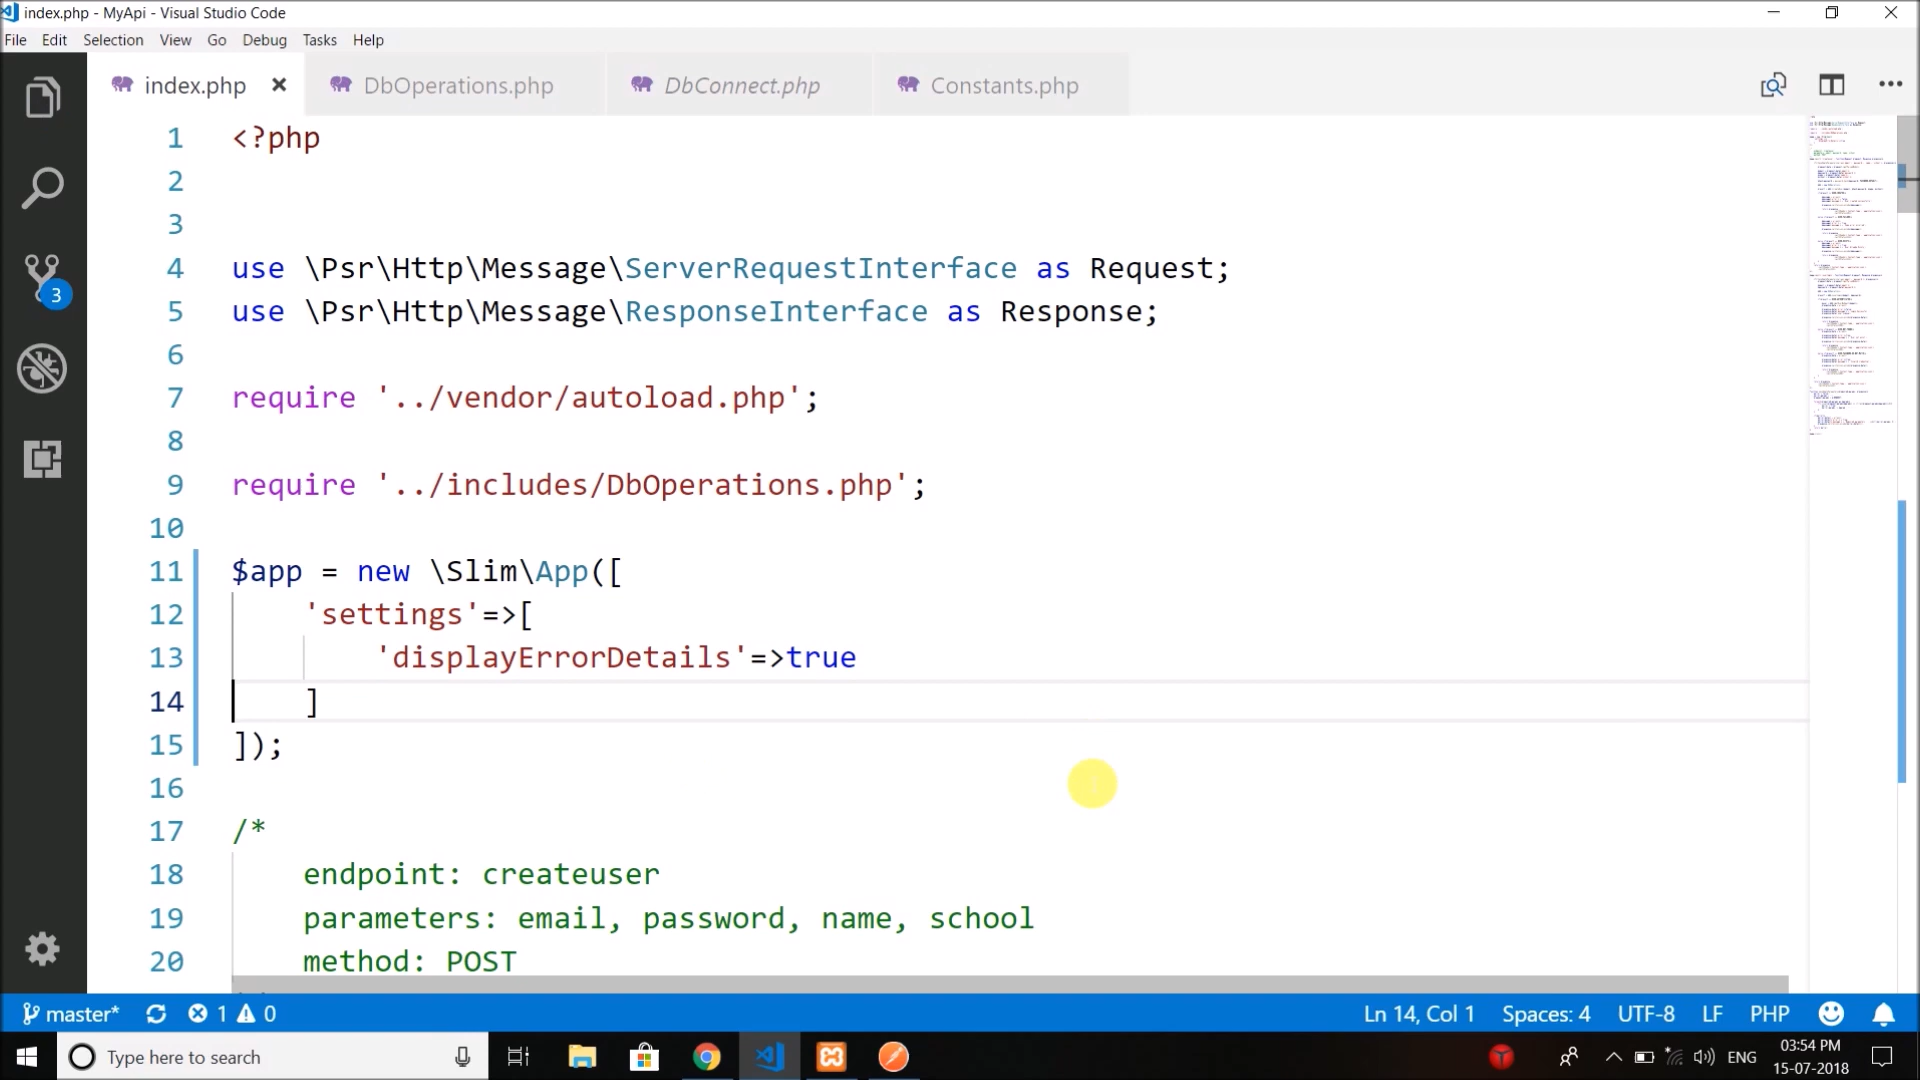 index.php - MyApi - Visual Studio Code
File Edit Selection View Go Debug Tasks Help
index.php DbOperations.php DbConnect.php Constants.php
1 <?php
2
3
4 use \Psr\Http\Message\ServerRequestInterface as Request;
5 use \Psr\Http\Message\ResponseInterface as Response;
6
7 require '../vendor/autoload.php';
8
9 require '../includes/DbOperations.php';
10
11 $app = new \Slim\App([
12 'settings'=>[
13 'displayErrorDetails'=>true
14 ]
15 ]);
16
17 /*
18 endpoint: createuser
19 parameters: email, password, name, school
20 method: POST
3
master* 1 0 Ln 14, Col 1 Spaces: 4 UTF-8 LF PHP
Type here to search ENG 03:54 PM
15-07-2018